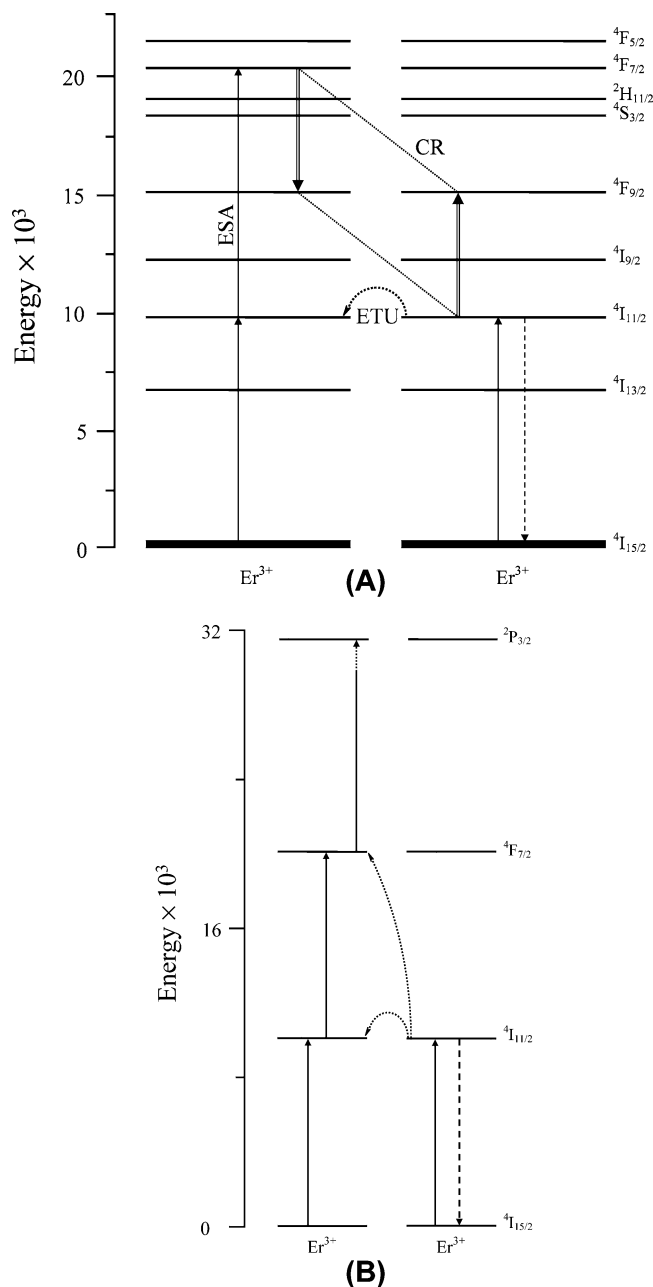 ⁴F₅/₂
20
⁴F₇/₂
²H₁₁/₂
⁴S₃/₂
CR
15
⁴F₉/₂
ESA
Energy × 10³
⁴I₉/₂
10
ETU
⁴I₁₁/₂
⁴I₁₃/₂
5
0
⁴I₁₅/₂
Er³⁺
Er³⁺
(A)
32
²P₃/₂
⁴F₇/₂
Energy × 10³
16
⁴I₁₁/₂
0
⁴I₁₅/₂
Er³⁺
Er³⁺
(B)